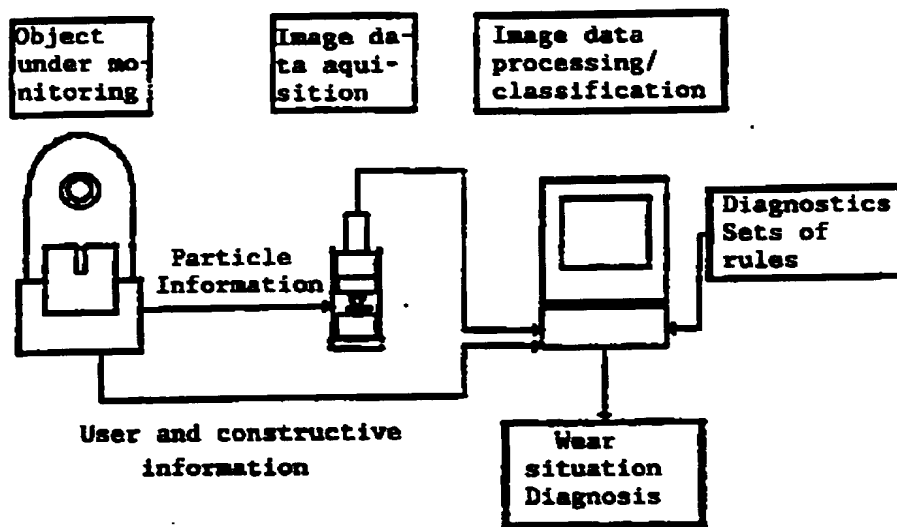 Object
under mo-
nitoring
Image da-
ta aqui-
sition
Image data
processing/
classification
Particle
Information
Diagnostics
Sets of
rules
User and constructive
information
Wear
situation
Diagnosis